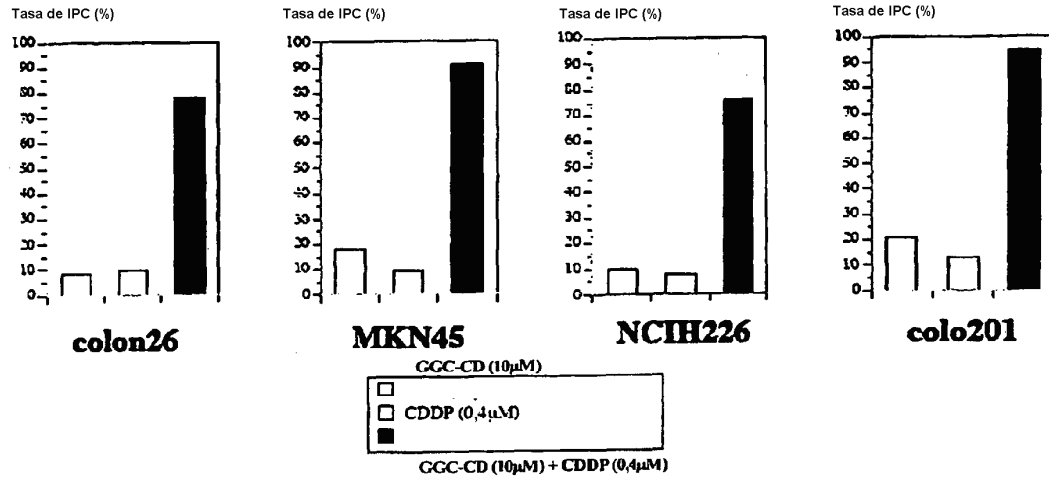 Tasa de IPC (%) Tasa de IPC (%) Tasa de IPC (%) Tasa de IPC (%)
100 100 100 100
90 90 90 90
80 80 80 80
70 70 70 70
60 60 60 60
50 50 50 50
40 40 40 40
30 30 30 30
20 20 20 20
10 10 10 10
0 0 0 0
colon26 MKN45 NCIH226 colo201
GGC-CD (10μM)
CDDP (0,4μM)
GGC-CD (10μM) + CDDP (0,4μM)